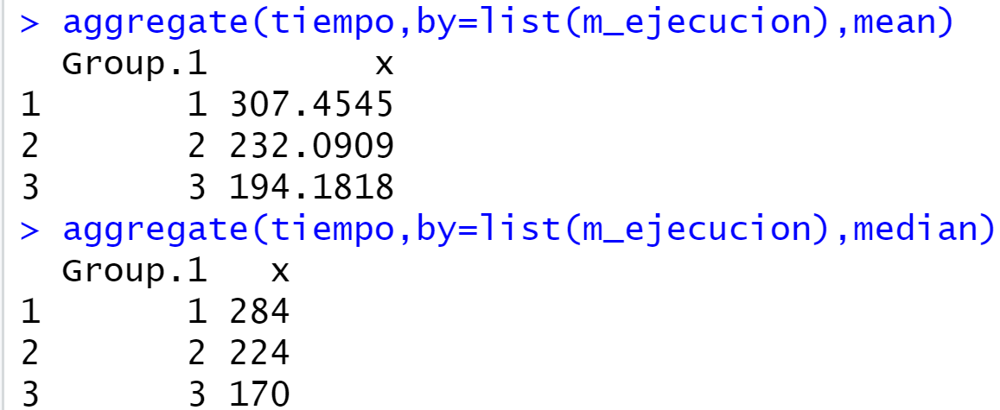 > aggregate(tiempo,by=list(m_ejecucion),mean)
  Group.1        x
1       1 307.4545
2       2 232.0909
3       3 194.1818
> aggregate(tiempo,by=list(m_ejecucion),median)
  Group.1   x
1       1 284
2       2 224
3       3 170